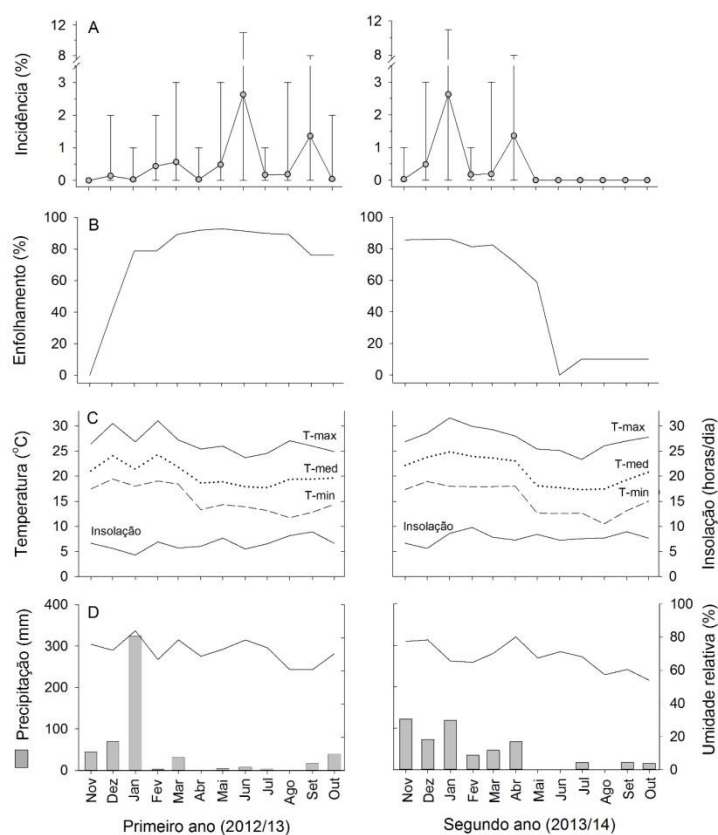 A
Incidência (%)
12
8
4
3
2
1
0
12
8
4
3
2
1
0
B
Enfolhamento (%)
100
80
60
40
20
0
100
80
60
40
20
0
C
Temperatura (°C)
30
25
20
15
10
5
0
T-max
T-med
T-min
Insolação
30
25
20
15
10
5
0
T-max
T-med
T-min
Insolação
Insolação (horas/dia)
D
Precipitação (mm)
400
300
200
100
0
100
80
60
40
20
0
Umidade relativa (%)
Nov Dez Jan Fev Mar Abr Mai Jun Jul Ago Set Out
Nov Dez Jan Fev Mar Abr Mai Jun Jul Ago Set Out
Primeiro ano (2012/13)
Segundo ano (2013/14)